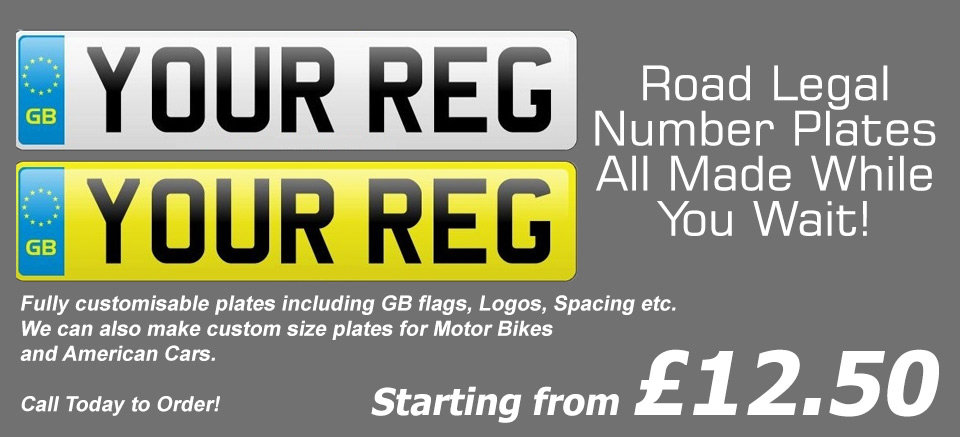 GB
YOUR REG
GB
YOUR REG
Road Legal
Number Plates
All Made While
You Wait!
Fully customisable plates including GB flags, Logos, Spacing etc.
We can also make custom size plates for Motor Bikes
and American Cars.
Call Today to Order!
Starting from £12.50